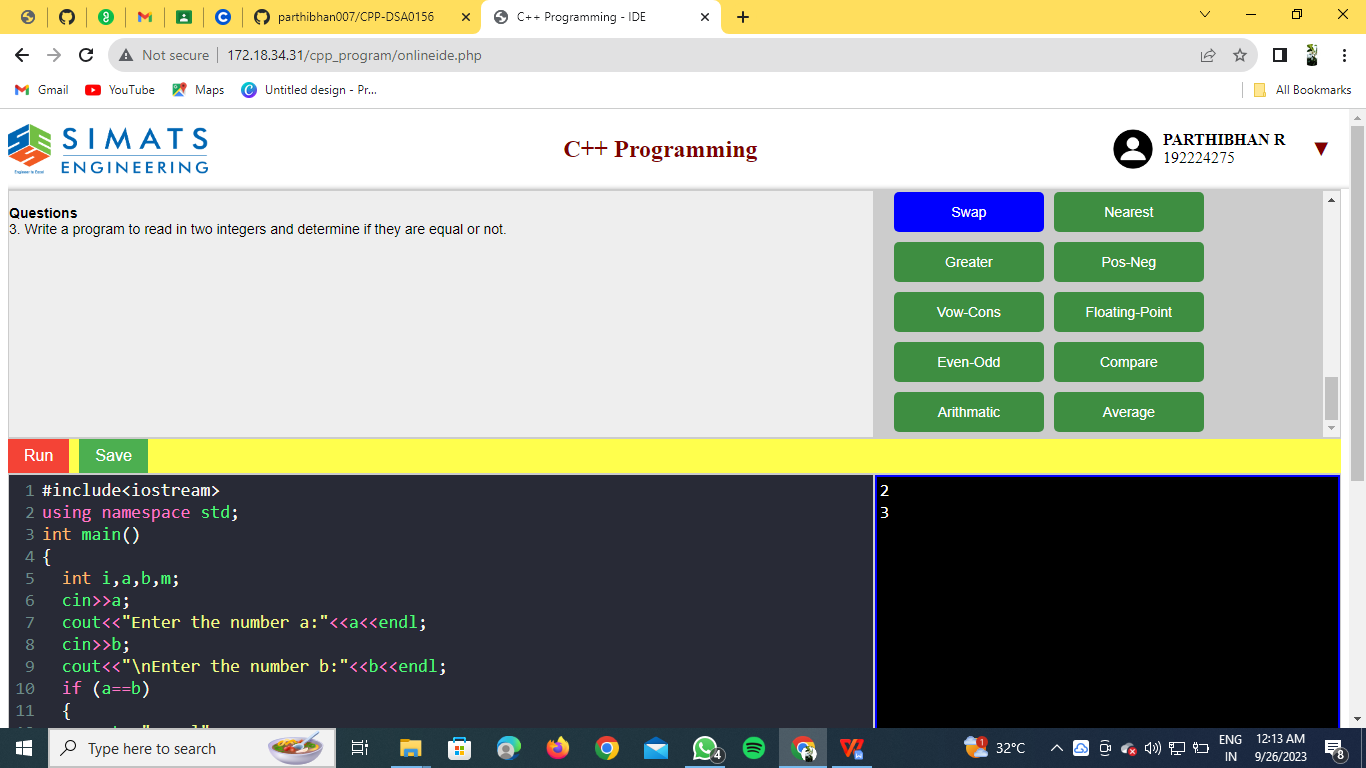 parthibhan007/CPP-DSA0156
C++ Programming - IDE
Not secure
172.18.34.31/cpp_program/onlineide.php
Gmail
YouTube
Maps
Untitled design - Pr...
All Bookmarks
SIMATS
ENGINEERING
C++ Programming
PARTHIBHAN R
192224275
Questions
3. Write a program to read in two integers and determine if they are equal or not.
Swap
Nearest
Greater
Pos-Neg
Vow-Cons
Floating-Point
Even-Odd
Compare
Arithmatic
Average
Run
Save
1 #include<iostream>
2 using namespace std;
3 int main()
4 {
5 int i,a,b,m;
6 cin>>a;
7 cout<<"Enter the number a:"<<a<<endl;
8 cin>>b;
9 cout<<"\nEnter the number b:"<<b<<endl;
10 if (a==b)
11 {
2
3
Type here to search
4
1
32°C
ENG
IN
12:13 AM
9/26/2023
8